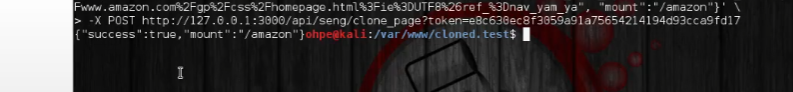 Fwww.amazon.com%2Fgp%2Fcss%2Fhomepage.html%3Fie%3DUTF8%26ref_%3Dnav_yam_ya", "mount":"/amazon"}' \
> -X POST http://127.0.0.1:3000/api/seng/clone_page?token=e8c630ec8f3059a91a75654214194d93cca9fd17
{"success":true,"mount":"/amazon"}ohpe@kali:/var/www/cloned.test$